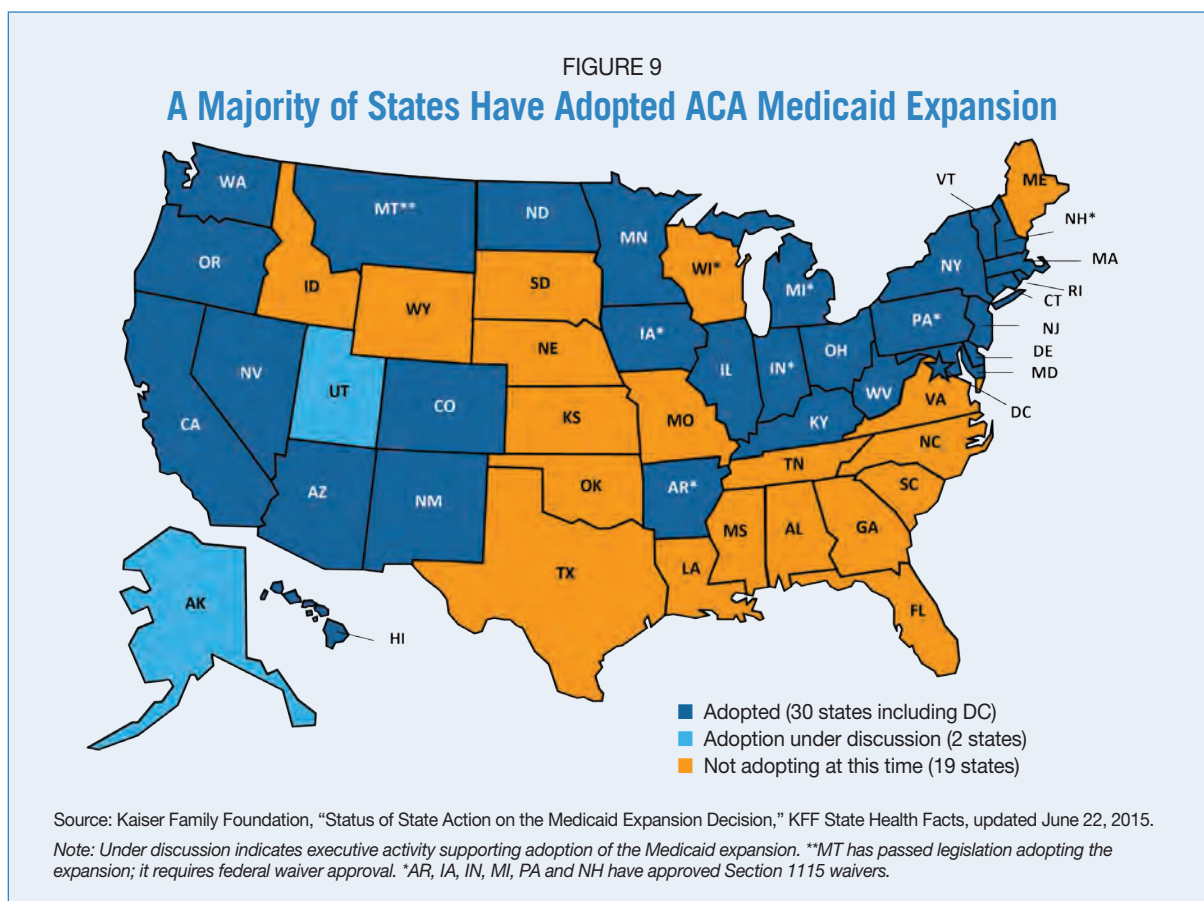 FIGURE 9
A Majority of States Have Adopted ACA Medicaid Expansion
WA
MT**
ND
MN
VT
ME
NH*
OR
ID
SD
WI*
MI*
NY
MA
WY
RI
CT
IA*
PA*
NJ
NE
OH
DE
NV
UT
IL
IN*
MD
CO
WV
VA
CA
KS
MO
KY
DC
NC
TN
AZ
NM
OK
AR*
SC
MS
AL
GA
TX
LA
AK
FL
HI
Adopted (30 states including DC)
Adoption under discussion (2 states)
Not adopting at this time (19 states)
Source: Kaiser Family Foundation, “Status of State Action on the Medicaid Expansion Decision,” KFF State Health Facts, updated June 22, 2015.
Note: Under discussion indicates executive activity supporting adoption of the Medicaid expansion. **MT has passed legislation adopting the
expansion; it requires federal waiver approval. *AR, IA, IN, MI, PA and NH have approved Section 1115 waivers.